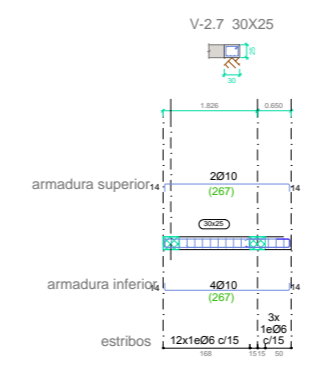 V-2.7 30X25
25
30
1.826 0.650
armadura superior 14 2Ø10 14
(267)
30x25
armadura inferior 14 4Ø10 14
(267)
3x
1eØ6
estribos 12x1eØ6 c/15 c/15
168 15 15 50